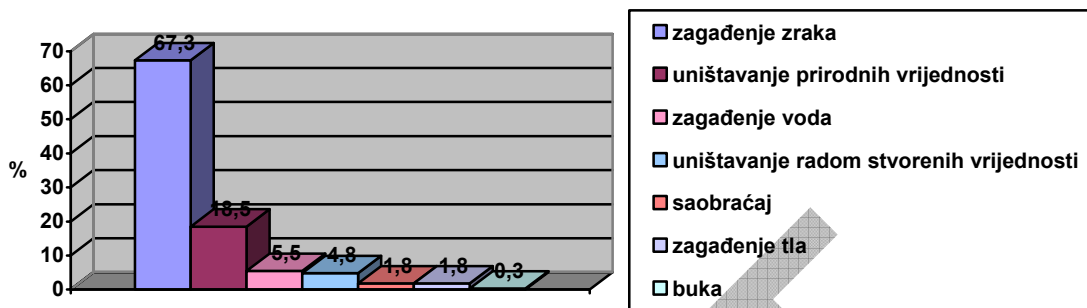 70
60
50
40
30
20
10
0
%
67,3
18,5
5,5
4,8
1,8
1,8
0,3
zagađenje zraka
uništavanje prirodnih vrijednosti
zagađenje voda
uništavanje radom stvorenih vrijednosti
saobraćaj
zagađenje tla
buka